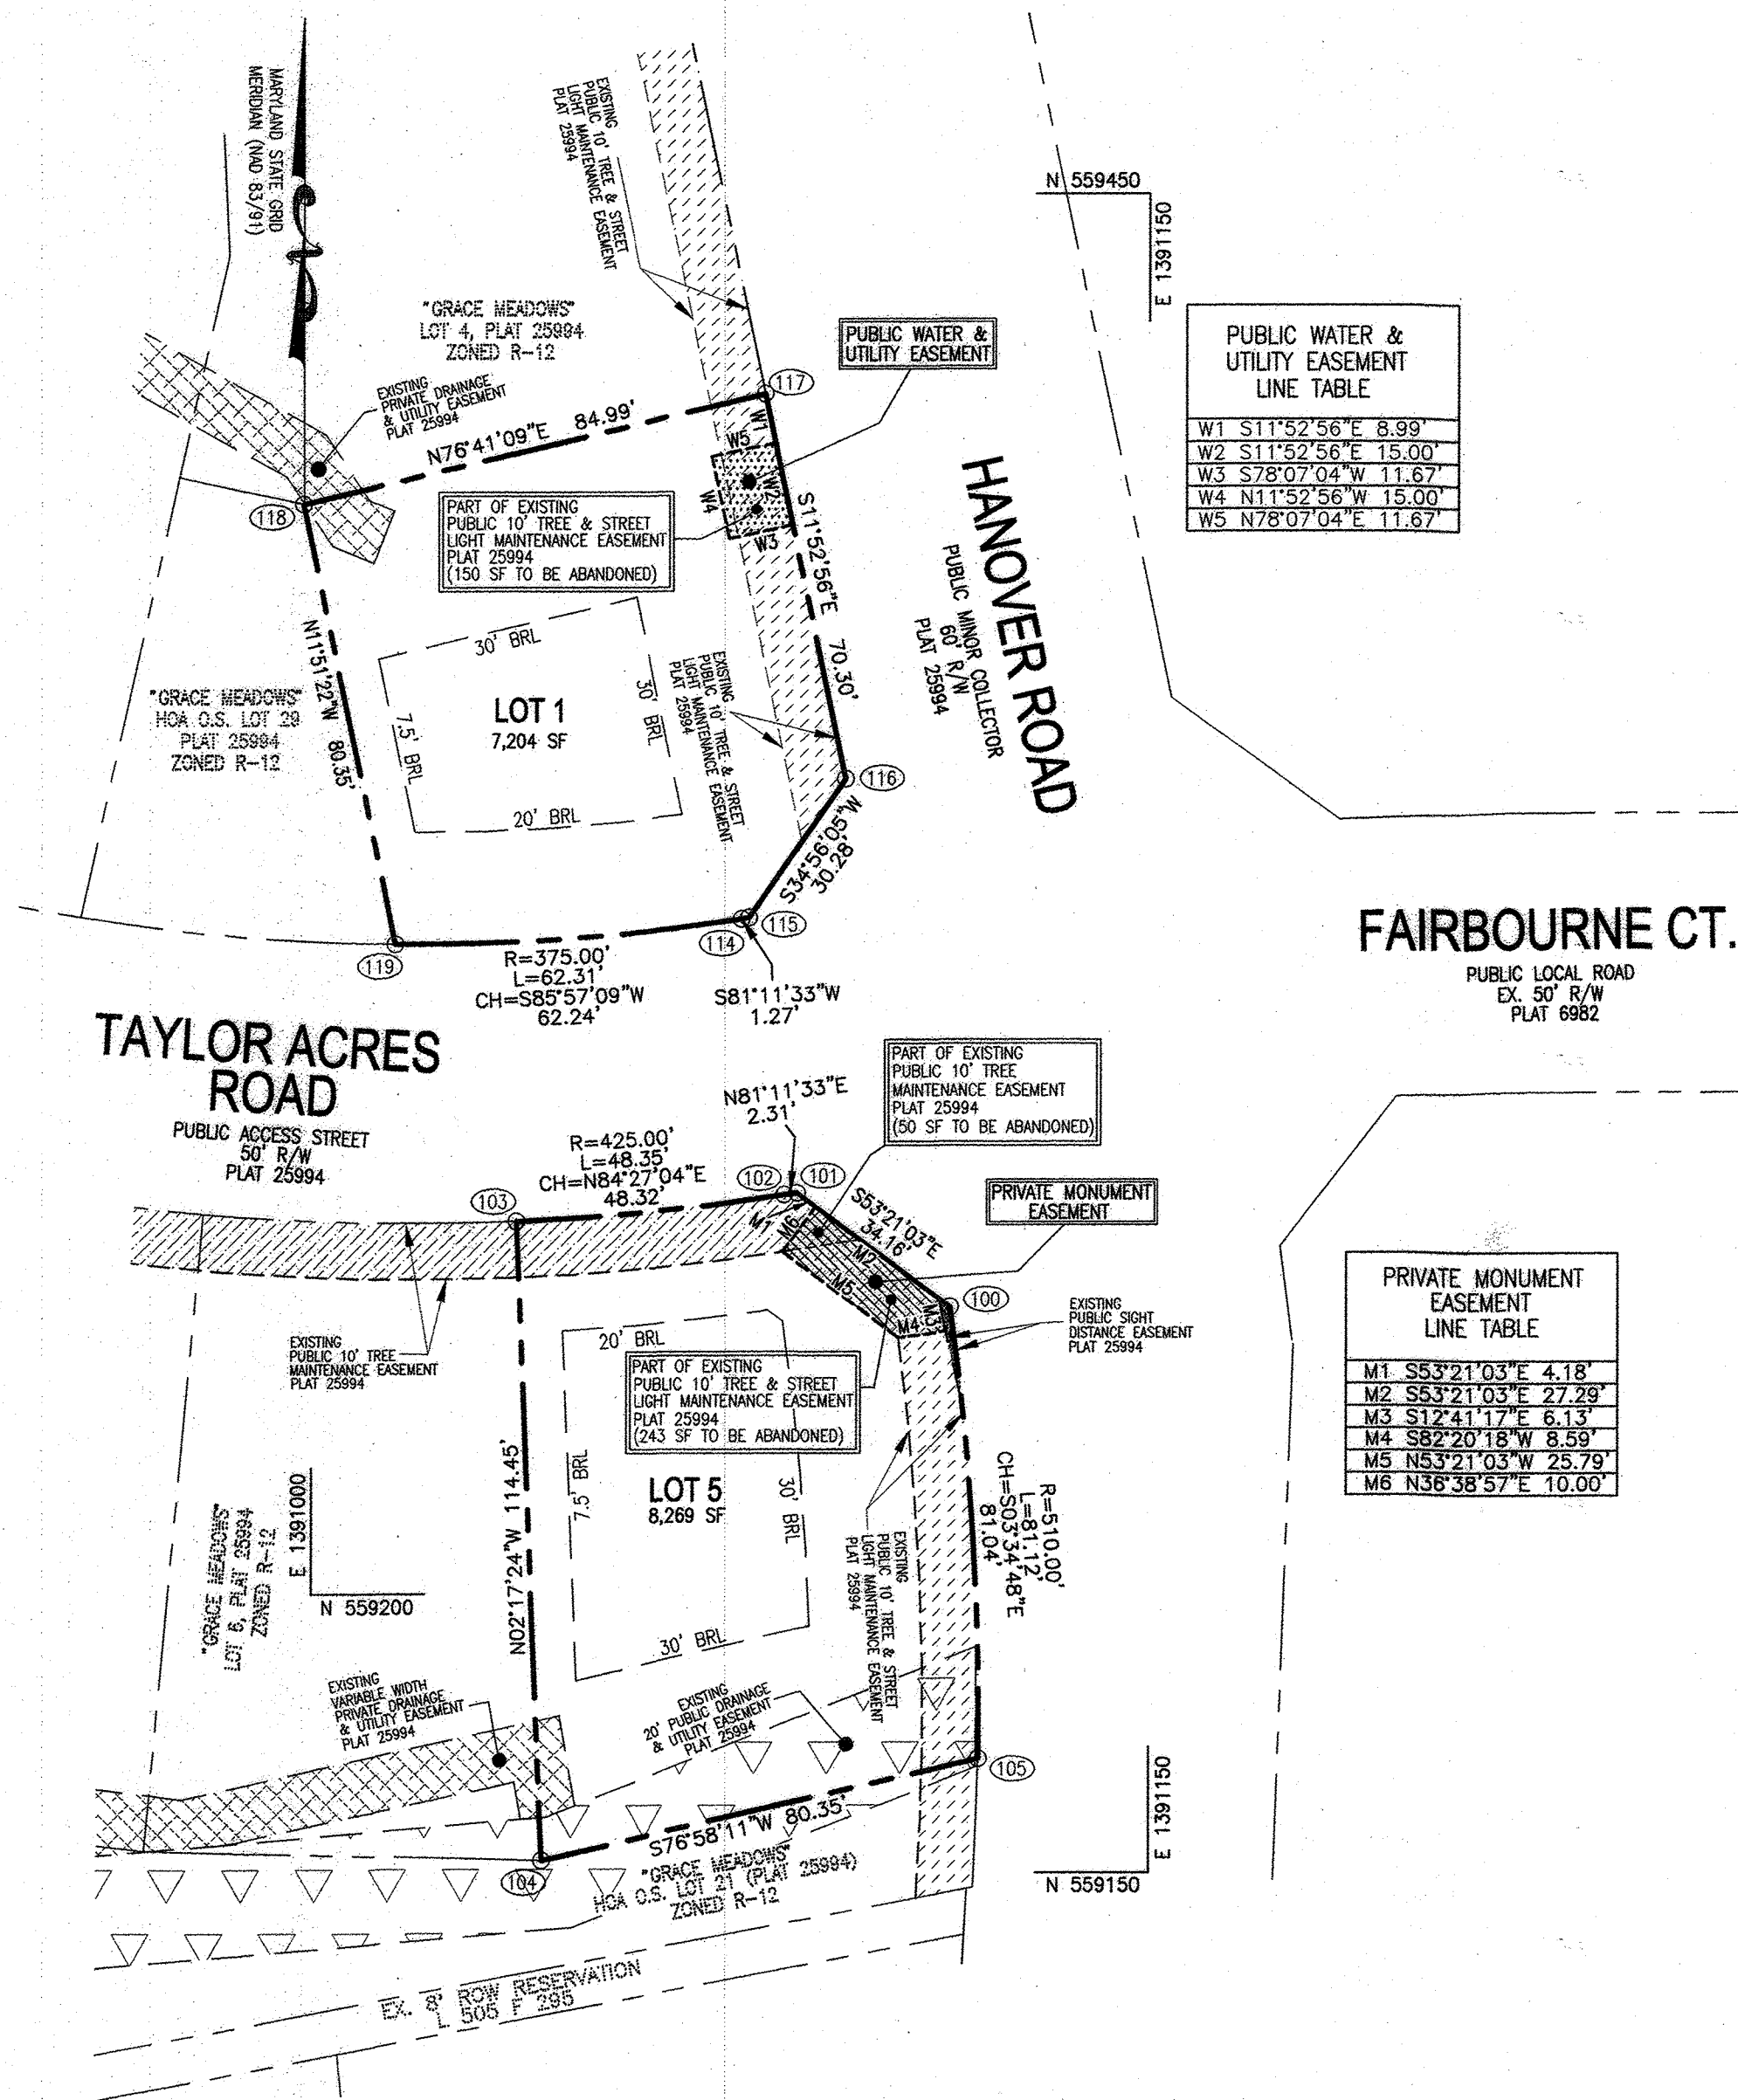 MARYLAND STATE GRID
MERIDIAN (NAD 83/91)
EXISTING
PUBLIC 10' TREE & STREET
LIGHT MAINTENANCE EASEMENT
PLAT 25994
N 559450
E 1391150
"GRACE MEADOWS"
LOT 4, PLAT 25994
ZONED R-12
PUBLIC WATER &
UTILITY EASEMENT
PUBLIC WATER &
UTILITY EASEMENT
LINE TABLE
W1 S11°52'56"E 8.99'
W2 S11°52'56"E 15.00'
W3 S78°07'04"W 11.67'
W4 N11°52'56"W 15.00'
W5 N78°07'04"E 11.67'
EXISTING
PRIVATE DRAINAGE
& UTILITY EASEMENT
PLAT 25994
N76°41'09"E 84.99'
117
W1
W5
W2
W4
W3
118
PART OF EXISTING
PUBLIC 10' TREE & STREET
LIGHT MAINTENANCE EASEMENT
PLAT 25994
(150 SF TO BE ABANDONED)
S11°52'56"E 70.30'
HANOVER ROAD
PUBLIC MINOR COLLECTOR
60' R/W
PLAT 25994
N11°51'22"W 80.35'
30' BRL
30' BRL
7.5' BRL
20' BRL
LOT 1
7,204 SF
EXISTING
PUBLIC 10' TREE & STREET
LIGHT MAINTENANCE EASEMENT
PLAT 25994
"GRACE MEADOWS"
HOA O.S. LOT 29
PLAT 25994
ZONED R-12
116
S34°56'05"W
30.28'
115
114
119
R=375.00'
L=62.31'
CH=S85°57'09"W
62.24'
S81°11'33"W
1.27'
FAIRBOURNE CT.
PUBLIC LOCAL ROAD
EX. 50' R/W
PLAT 6982
TAYLOR ACRES
ROAD
PUBLIC ACCESS STREET
50' R/W
PLAT 25994
N81°11'33"E
2.31'
PART OF EXISTING
PUBLIC 10' TREE
MAINTENANCE EASEMENT
PLAT 25994
(50 SF TO BE ABANDONED)
R=425.00'
L=48.35'
CH=N84°27'04"E
48.32'
103
102
101
S53°21'03"E
34.16'
PRIVATE MONUMENT
EASEMENT
M1
M6
M2
M5
M3
M4
100
EXISTING
PUBLIC SIGHT
DISTANCE EASEMENT
PLAT 25994
PRIVATE MONUMENT
EASEMENT
LINE TABLE
M1 S53°21'03"E 4.18'
M2 S53°21'03"E 27.29'
M3 S12°41'17"E 6.13'
M4 S82°20'18"W 8.59'
M5 N53°21'03"W 25.79'
M6 N36°38'57"E 10.00'
EXISTING
PUBLIC 10' TREE
MAINTENANCE EASEMENT
PLAT 25994
20' BRL
PART OF EXISTING
PUBLIC 10' TREE & STREET
LIGHT MAINTENANCE EASEMENT
PLAT 25994
(243 SF TO BE ABANDONED)
N02°17'24"W 114.45'
7.5' BRL
LOT 5
8,269 SF
30' BRL
30' BRL
R=510.00'
L=81.12'
CH=S03°34'48"E
81.04'
EXISTING
PUBLIC 10' TREE & STREET
LIGHT MAINTENANCE EASEMENT
PLAT 25994
E 1391000
N 559200
"GRACE MEADOWS"
LOT 6, PLAT 25994
ZONED R-12
EXISTING
VARIABLE WIDTH
PRIVATE DRAINAGE
& UTILITY EASEMENT
PLAT 25994
EXISTING
20' PUBLIC DRAINAGE
& UTILITY EASEMENT
PLAT 25994
105
104
S76°58'11"W 80.35'
"GRACE MEADOWS"
HOA O.S. LOT 21 (PLAT 25994)
ZONED R-12
E 1391150
N 559150
EX. 8' ROW RESERVATION
L 505 F 295